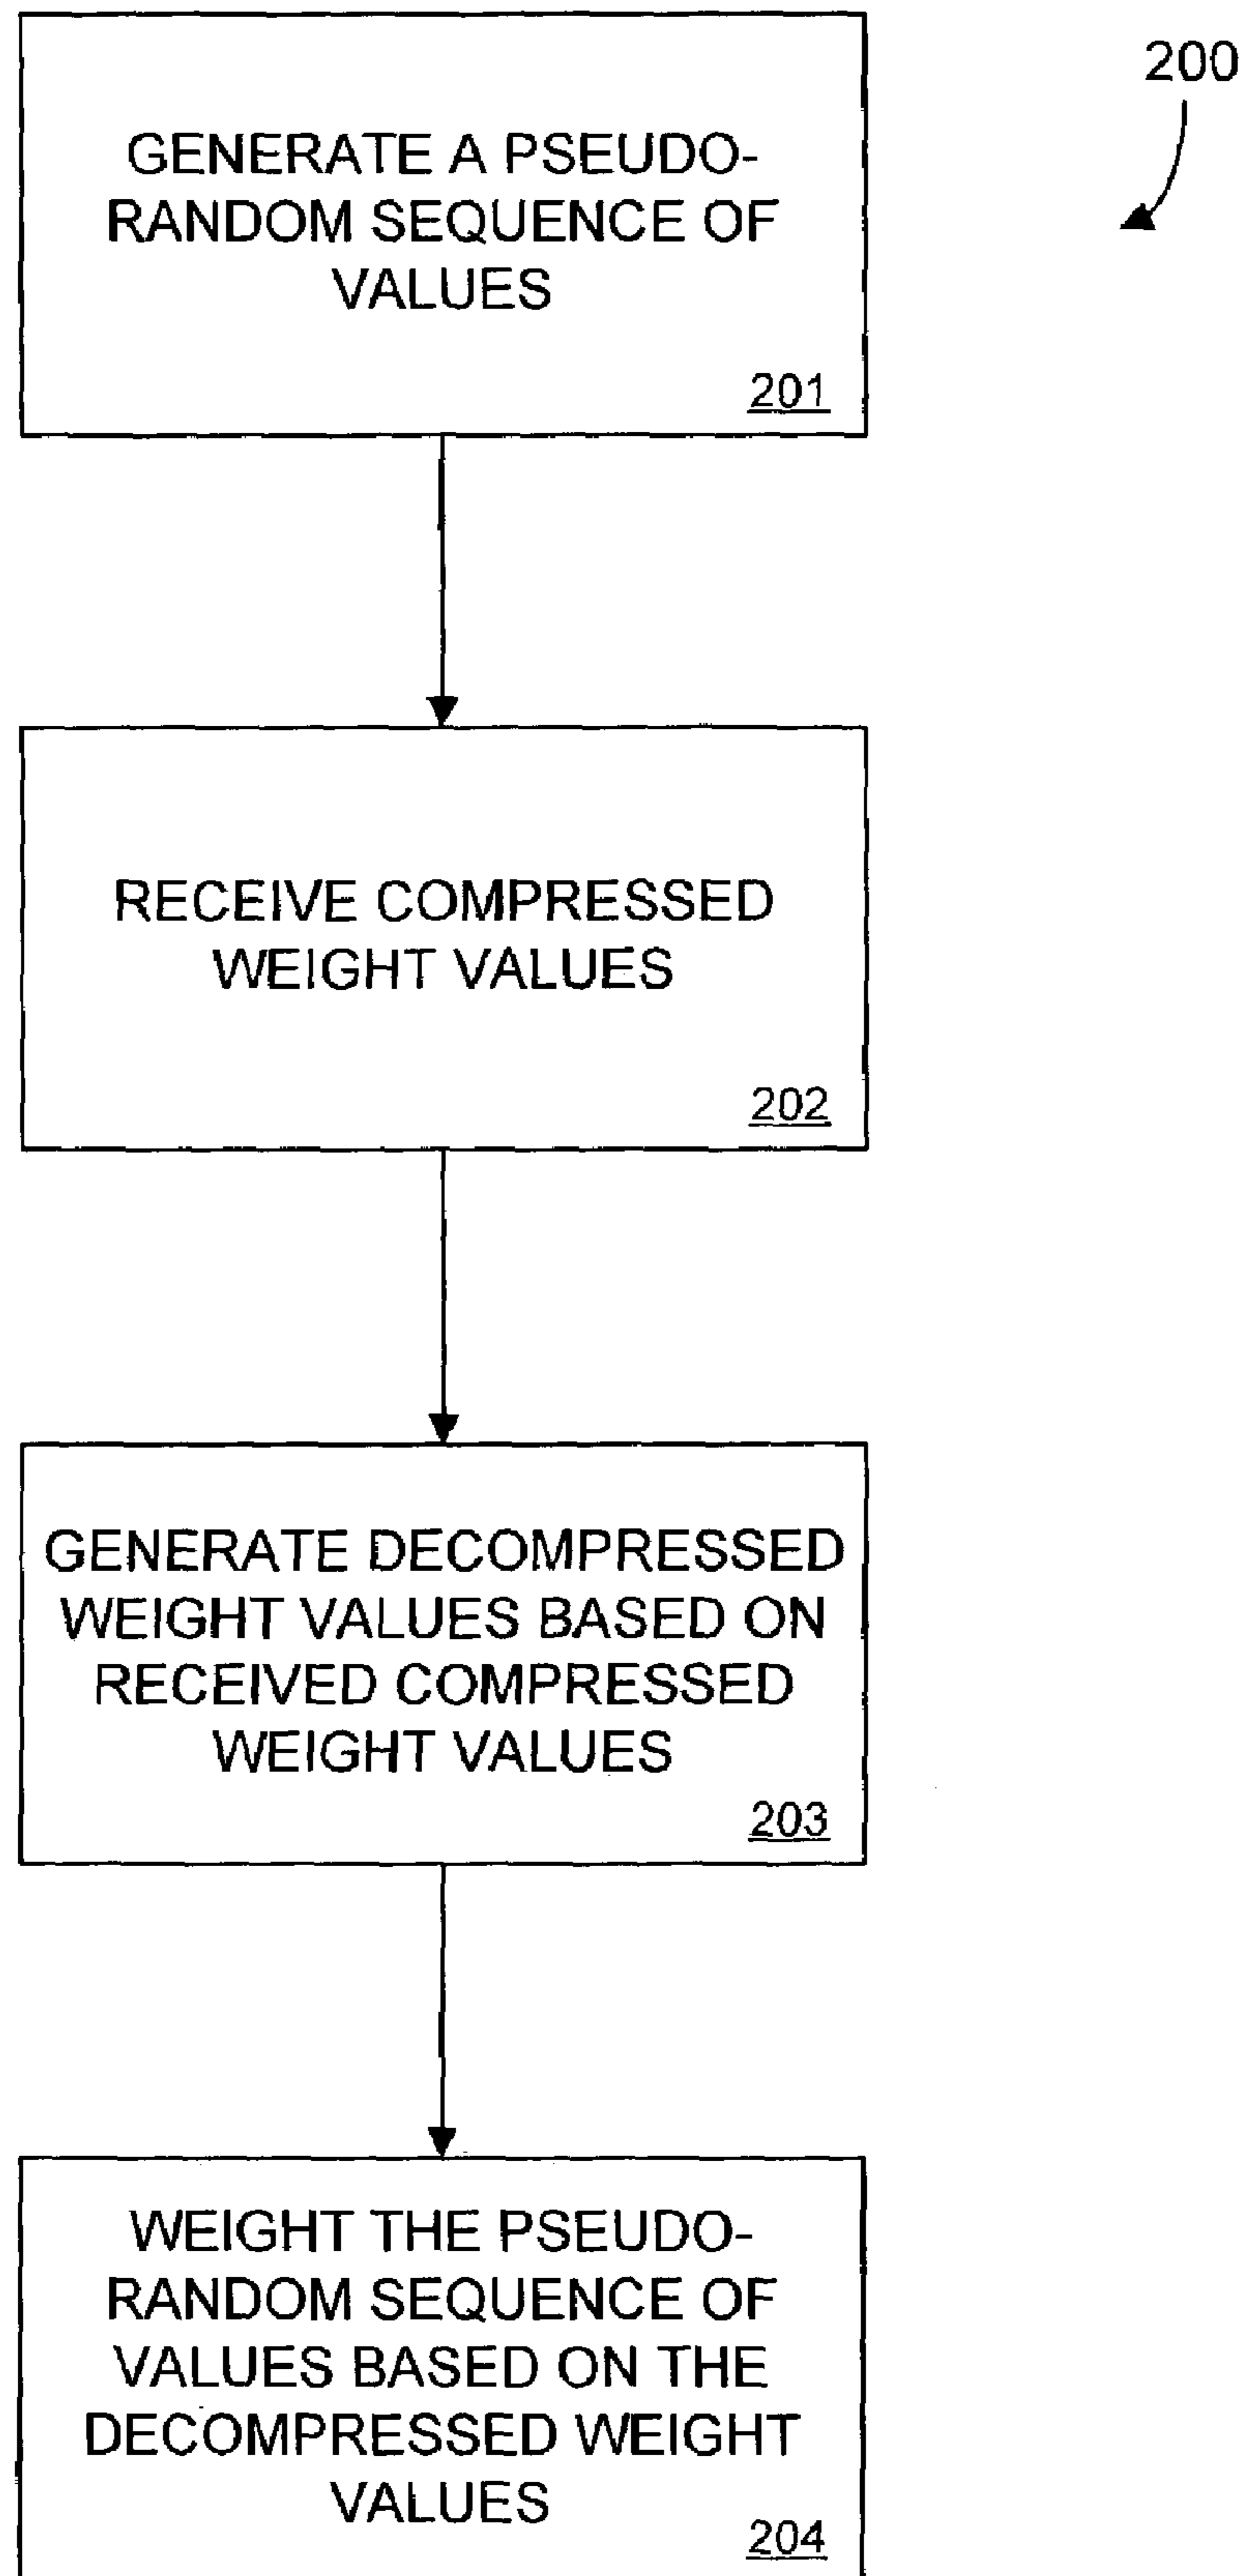 200
GENERATE A PSEUDO-
RANDOM SEQUENCE OF
VALUES
201
RECEIVE COMPRESSED
WEIGHT VALUES
202
GENERATE DECOMPRESSED
WEIGHT VALUES BASED ON
RECEIVED COMPRESSED
WEIGHT VALUES
203
WEIGHT THE PSEUDO-
RANDOM SEQUENCE OF
VALUES BASED ON THE
DECOMPRESSED WEIGHT
VALUES
204